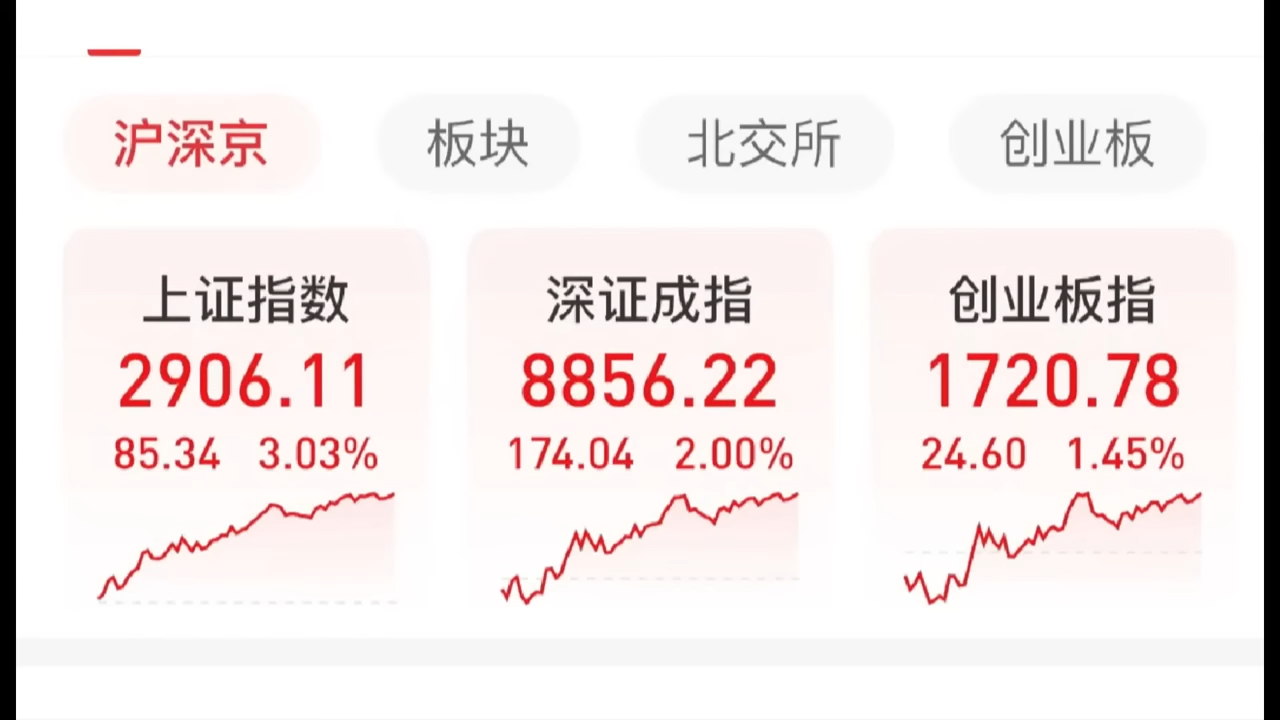 沪深京 板块 北交所 创业板
上证指数 深证成指 创业板指
2906.11 8856.22 1720.78
85.34 3.03% 174.04 2.00% 24.60 1.45%